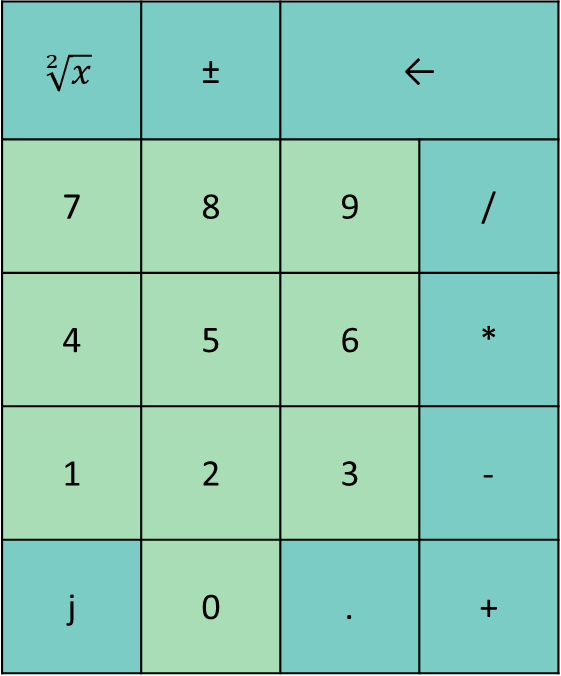 ²√x ± ←
7 8 9 /
4 5 6 *
1 2 3 -
j 0 . +